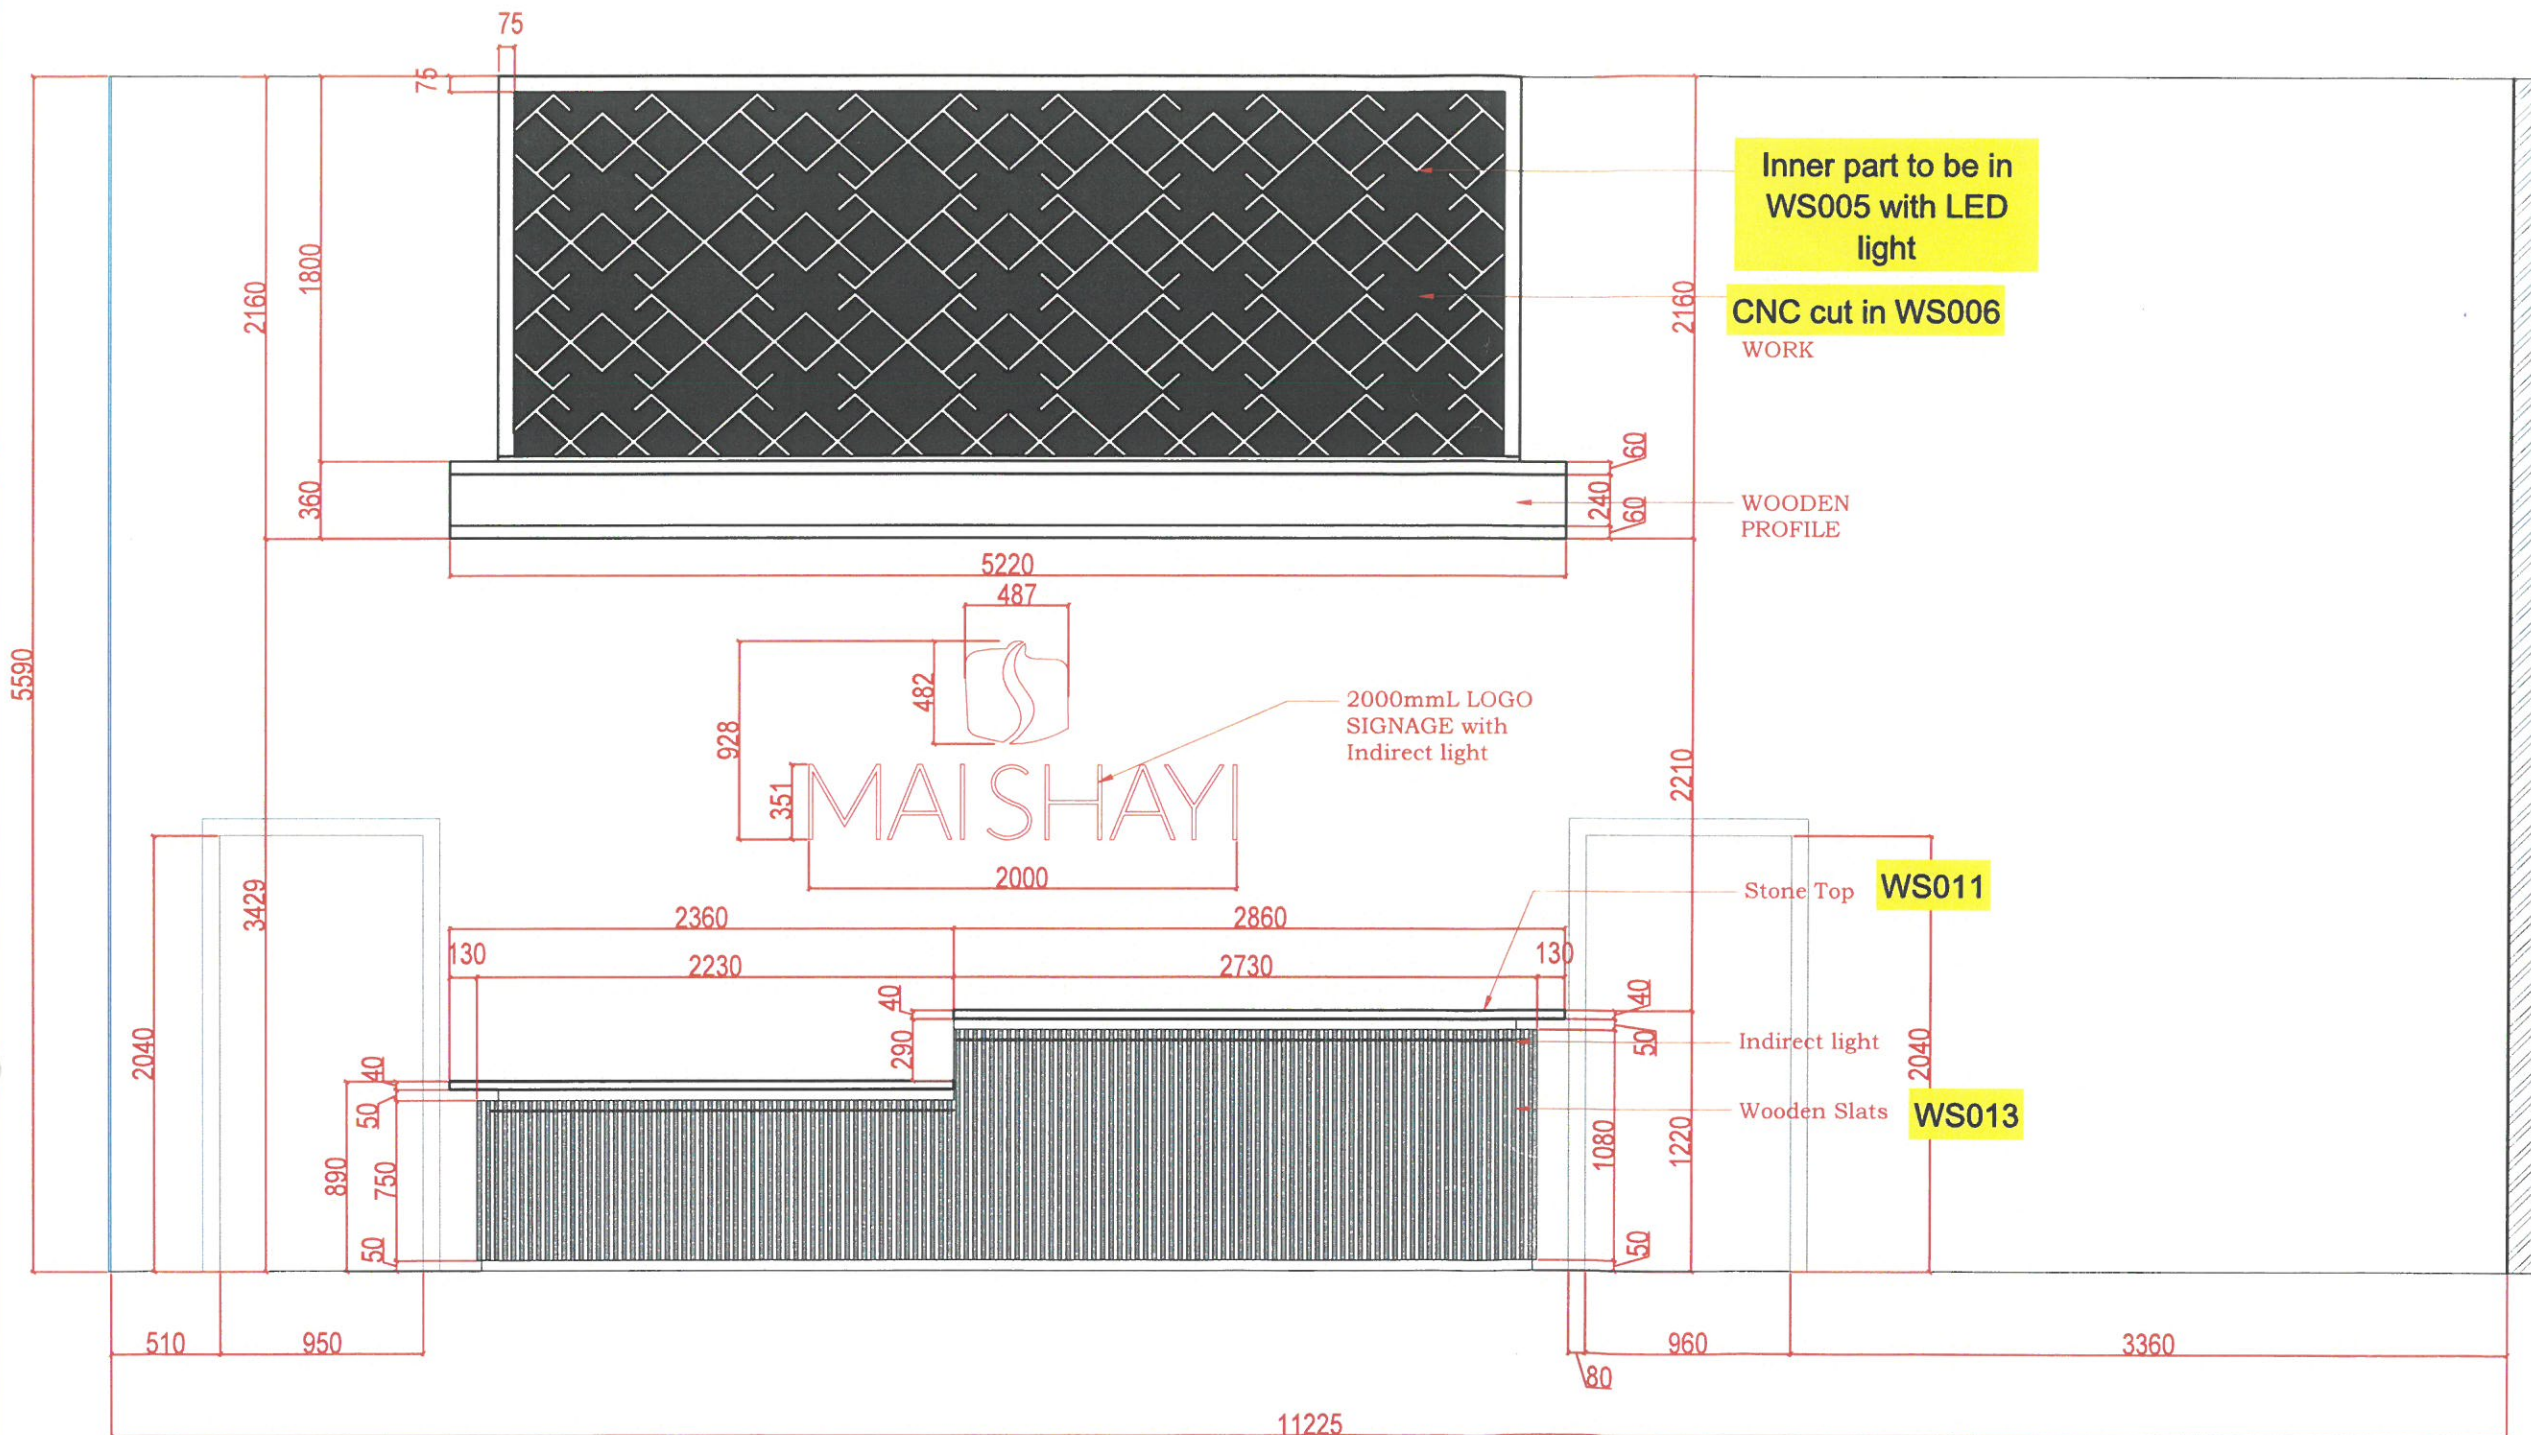 75
75
Inner part to be in
WS005 with LED
light
CNC cut in WS006
WORK
1800
2160
2160
60
360
240
60
WOODEN
PROFILE
5220
487
5590
482
928
2000mmL LOGO
SIGNAGE with
Indirect light
351
MAISHAYI
2210
2000
3429
Stone Top
WS011
2360
2860
130
2230
2730
130
40
290
40
50
Indirect light
2040
2040
40
50
Wooden Slats
WS013
890
750
1080
1220
50
50
510
950
960
3360
80
11225